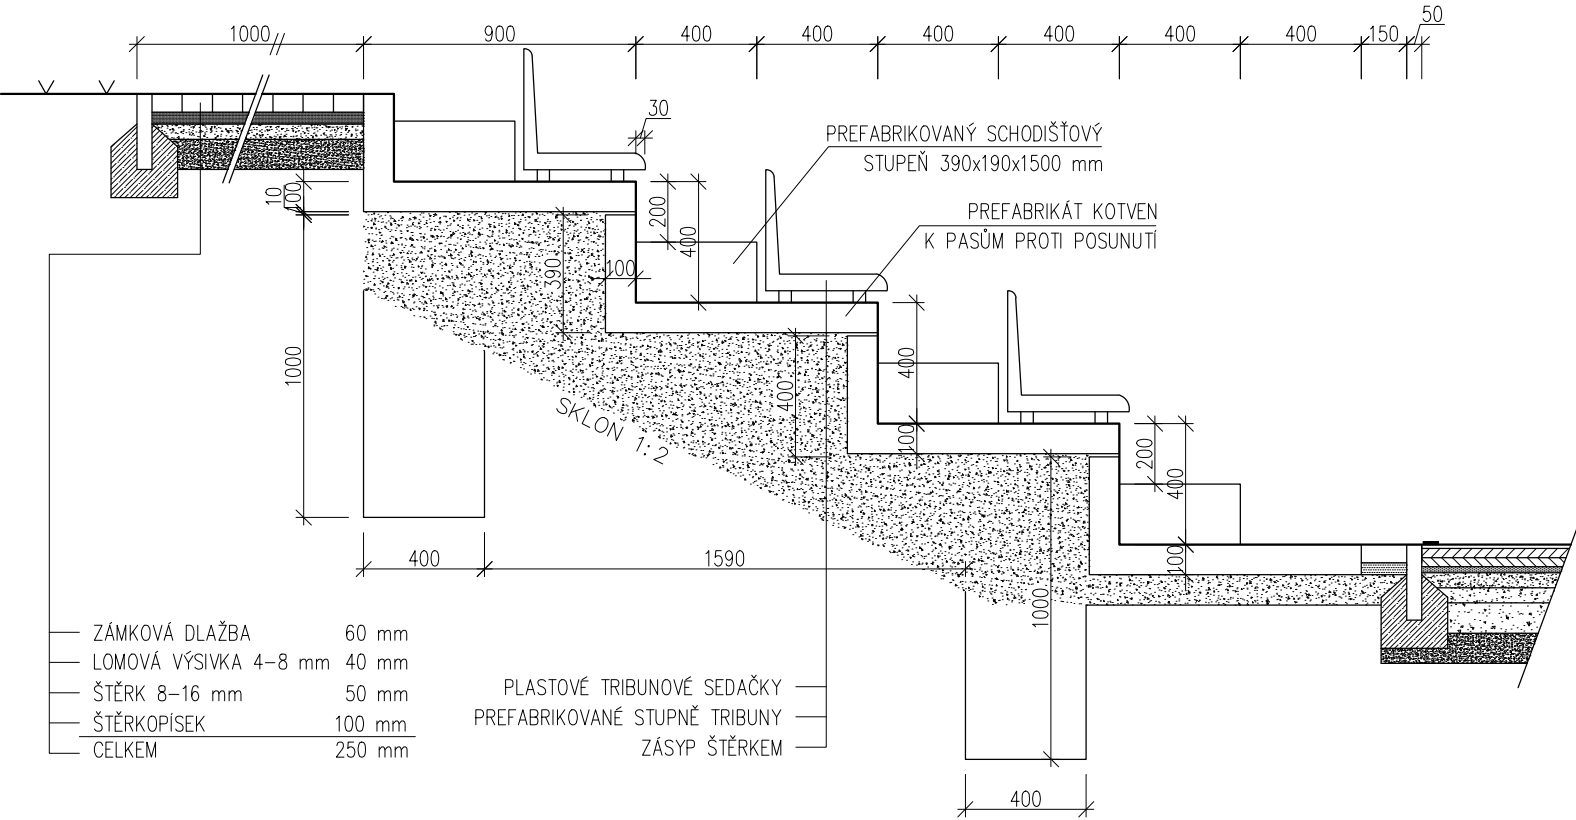 1000 900 400 400 400 400 400 400 150 50
30
PREFABRIKOVANÝ SCHODIŠŤOVÝ
STUPEŇ 390x190x1500 mm
10
100
200
400
PREFABRIKÁT KOTVEN
K PASŮM PROTI POSUNUTÍ
390
100
1000
400
400
SKLON 1:2
100
200
400
400 1590
100
1000
ZÁMKOVÁ DLAŽBA 60 mm
LOMOVÁ VÝSIVKA 4-8 mm 40 mm
ŠTĚRK 8-16 mm 50 mm
ŠTĚRKOPÍSEK 100 mm
CELKEM 250 mm
PLASTOVÉ TRIBUNOVÉ SEDAČKY
PREFABRIKOVANÉ STUPNĚ TRIBUNY
ZÁSYP ŠTĚRKEM
400